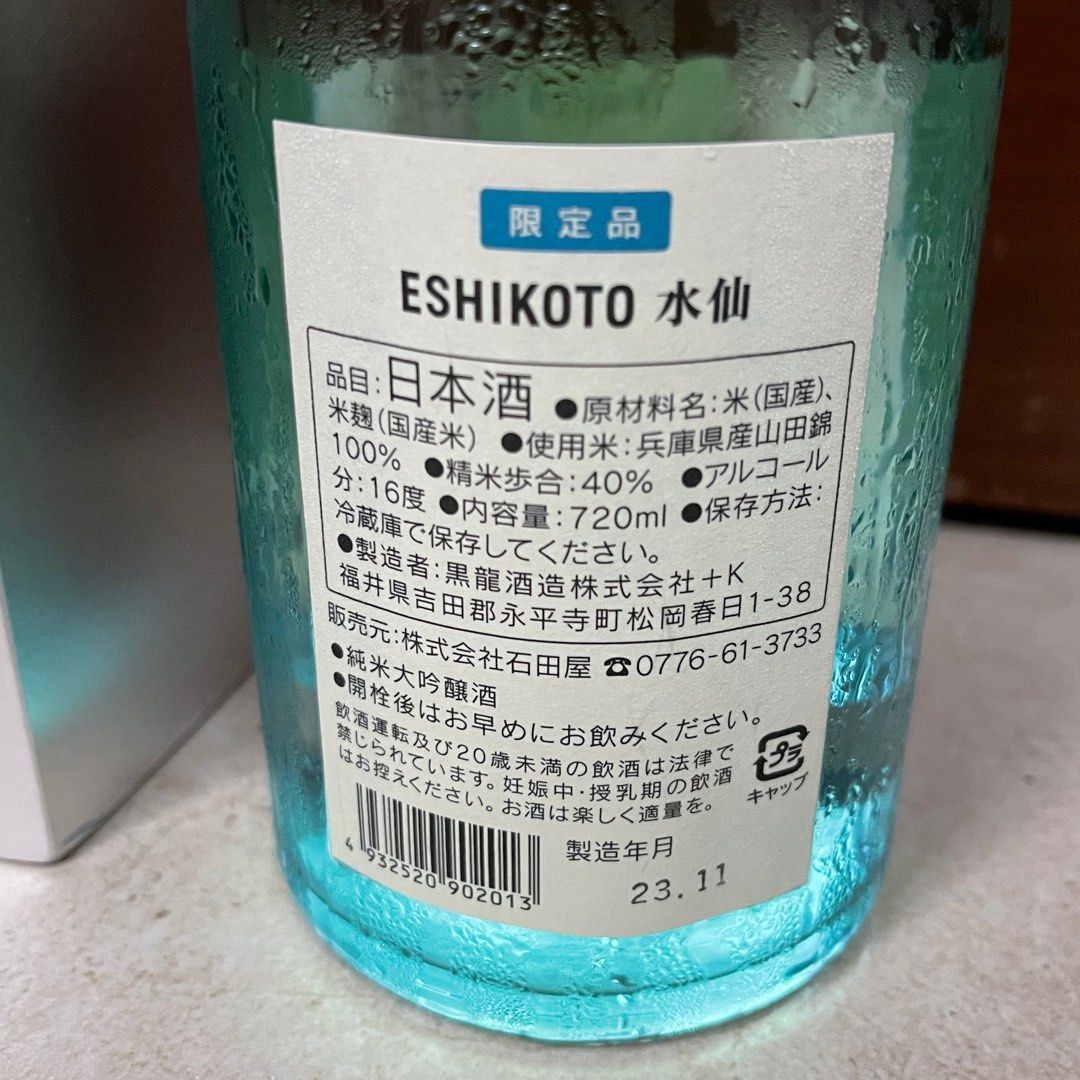 限定品
ESHIKOTO 水仙
品目:日本酒 ●原材料名:米(国産)、
米麹(国産米) ●使用米:兵庫県産山田錦
100% ●精米歩合:40% ●アルコール
分:16度 ●内容量:720ml ●保存方法:
冷蔵庫で保存してください。
●製造者:黒龍酒造株式会社+K
福井県吉田郡永平寺町松岡春日1-38
販売元:株式会社石田屋 ☎0776-61-3733
●純米大吟醸酒
●開栓後はお早めにお飲みください。
飲酒運転及び20歳未満の飲酒は法律で
禁じられています。妊娠中・授乳期の飲酒
はお控えください。お酒は楽しく適量を。
プラ
キャップ
4 932520 902013
製造年月
23.11